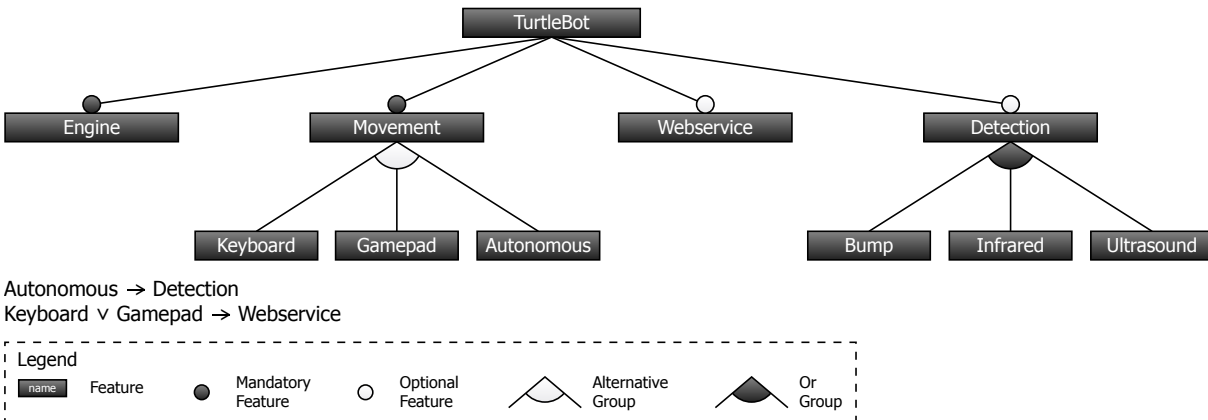 TurtleBot
Engine
Movement
Webservice
Detection
Keyboard
Gamepad
Autonomous
Bump
Infrared
Ultrasound
Autonomous → Detection
Keyboard ∨ Gamepad → Webservice
Legend
name
Feature
Mandatory
Feature
Optional
Feature
Alternative
Group
Or
Group